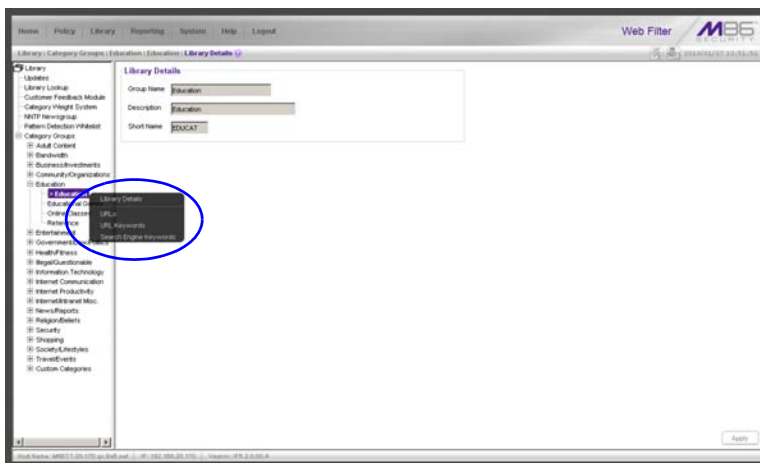 Home Policy Library Reporting System Help Logout
Web Filter
M86 SECURITY
Library : Category Groups : Education : Education : Library Details
Library
Updates
Library Lookup
Customer Feedback Module
Category Weight System
NNTP Newsgroup
Pattern Detection Whitelist
Category Groups
Adult Content
Bandwidth
Business/Investments
Community/Organizations
Education
> Education
Educational
Online Classes
Reference
Entertainment
Health/Fitness
Illegal/Questionable
Information Technology
Internet Communication
Internet Productivity
Internet/Intranet Misc.
News/Reports
Religion/Beliefs
Security
Shopping
Society/Lifestyles
Travel/Events
Custom Categories
Library Details
URLs
URL Keywords
Search Engine Keywords
Library Details
Group Name Education
Description Education
Short Name EDUCAT
Apply
Host Name:
IP: